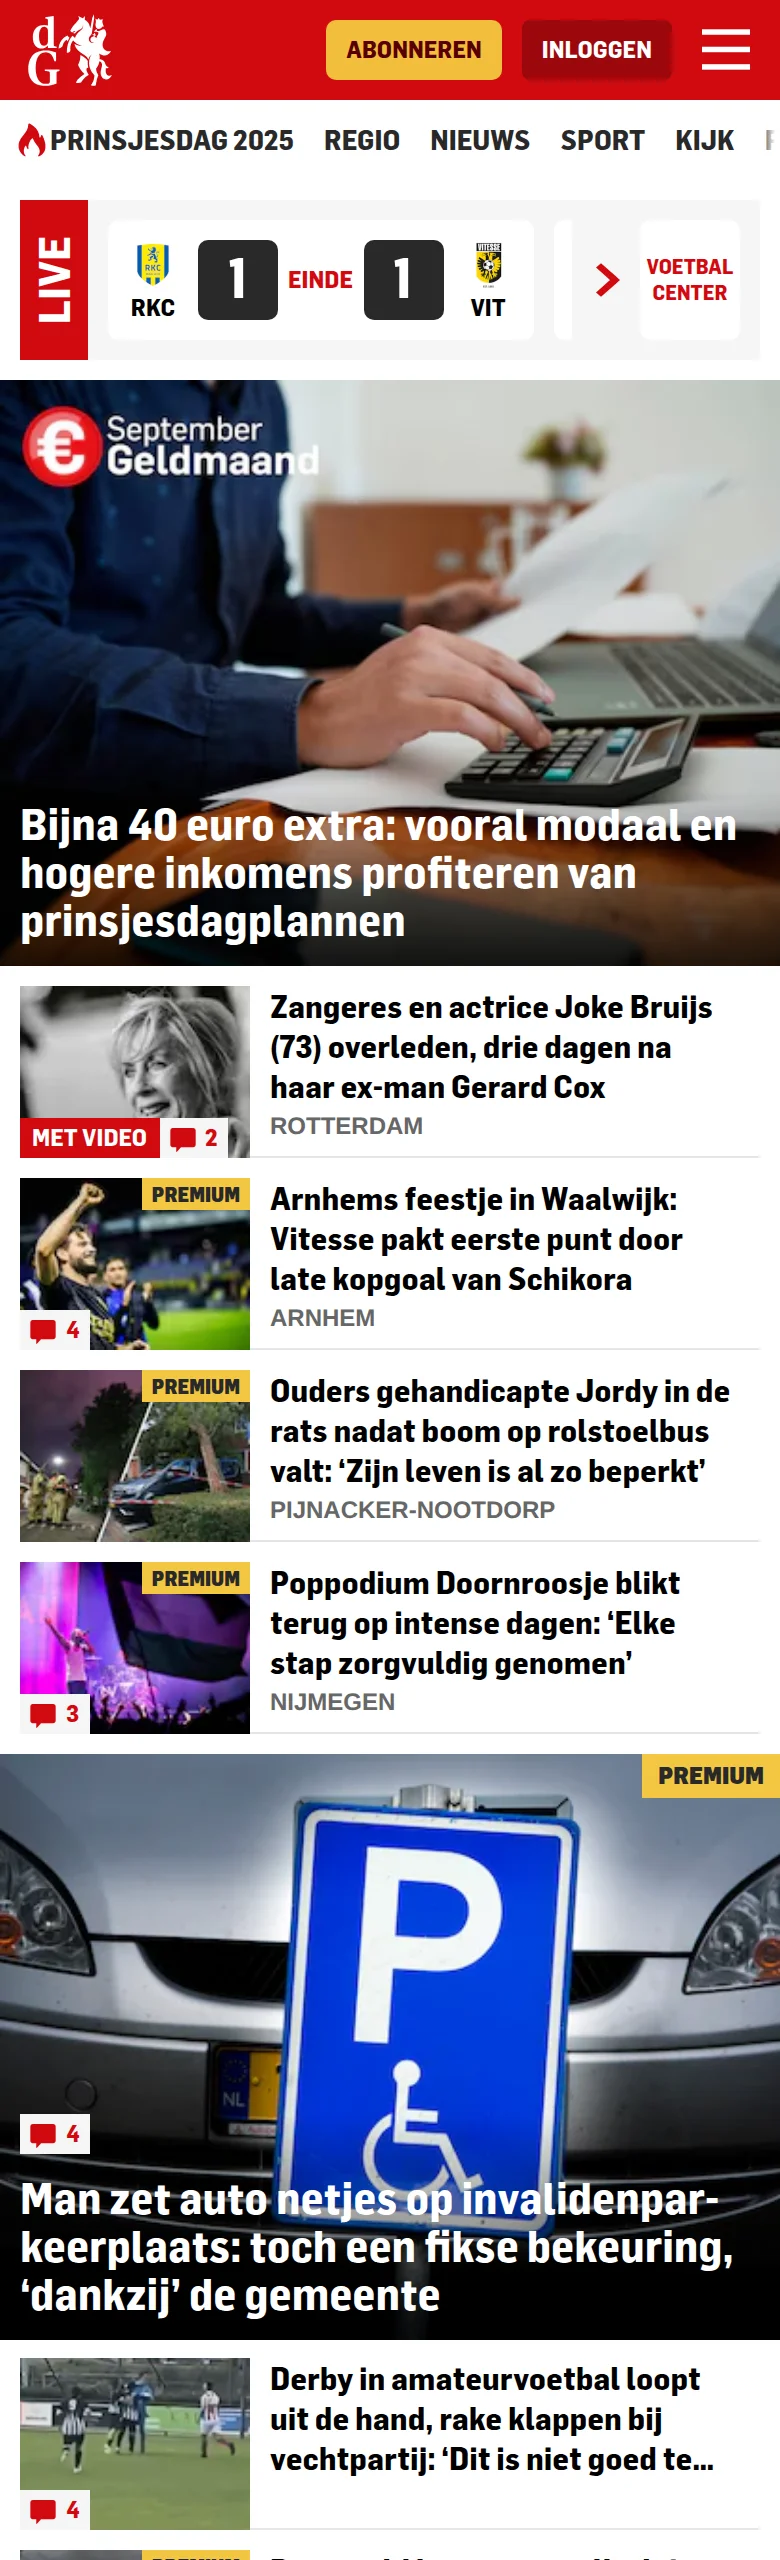 dG
ABONNEREN
INLOGGEN
PRINSJESDAG 2025
REGIO
NIEUWS
SPORT
KIJK
LIVE
RKC
RKC
1
EINDE
1
VITESSE
VIT
VOETBAL
CENTER
€
September
Geldmaand
Bijna 40 euro extra: vooral modaal en
hogere inkomens profiteren van
prinsjesdagplannen
Zangeres en actrice Joke Bruijs
(73) overleden, drie dagen na
haar ex-man Gerard Cox
ROTTERDAM
MET VIDEO
2
PREMIUM
Arnhems feestje in Waalwijk:
Vitesse pakt eerste punt door
late kopgoal van Schikora
ARNHEM
4
PREMIUM
Ouders gehandicapte Jordy in de
rats nadat boom op rolstoelbus
valt: ‘Zijn leven is al zo beperkt’
PIJNACKER-NOOTDORP
PREMIUM
Poppodium Doornroosje blikt
terug op intense dagen: ‘Elke
stap zorgvuldig genomen’
NIJMEGEN
3
PREMIUM
P
NL
4
Man zet auto netjes op invalidenpar-
keerplaats: toch een fikse bekeuring,
‘dankzij’ de gemeente
Derby in amateurvoetbal loopt
uit de hand, rake klappen bij
vechtpartij: ‘Dit is niet goed te...
4